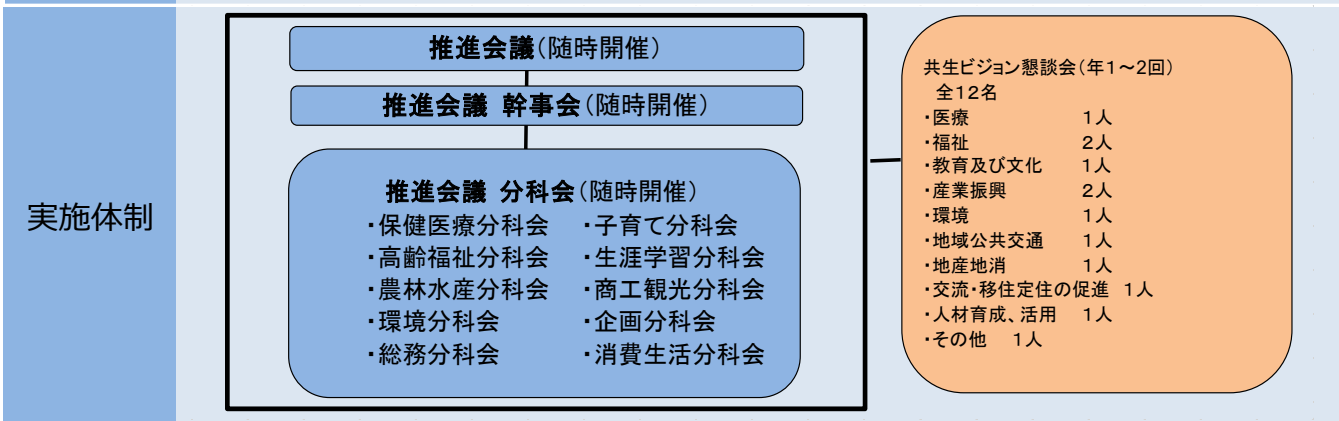 実施体制
推進会議(随時開催)
推進会議 幹事会(随時開催)
推進会議 分科会(随時開催)
・保健医療分科会 ・子育て分科会
・高齢福祉分科会 ・生涯学習分科会
・農林水産分科会 ・商工観光分科会
・環境分科会 ・企画分科会
・総務分科会 ・消費生活分科会
共生ビジョン懇談会(年1~2回)
全12名
・医療 1人
・福祉 2人
・教育及び文化 1人
・産業振興 2人
・環境 1人
・地域公共交通 1人
・地産地消 1人
・交流・移住定住の促進 1人
・人材育成、活用 1人
・その他 1人